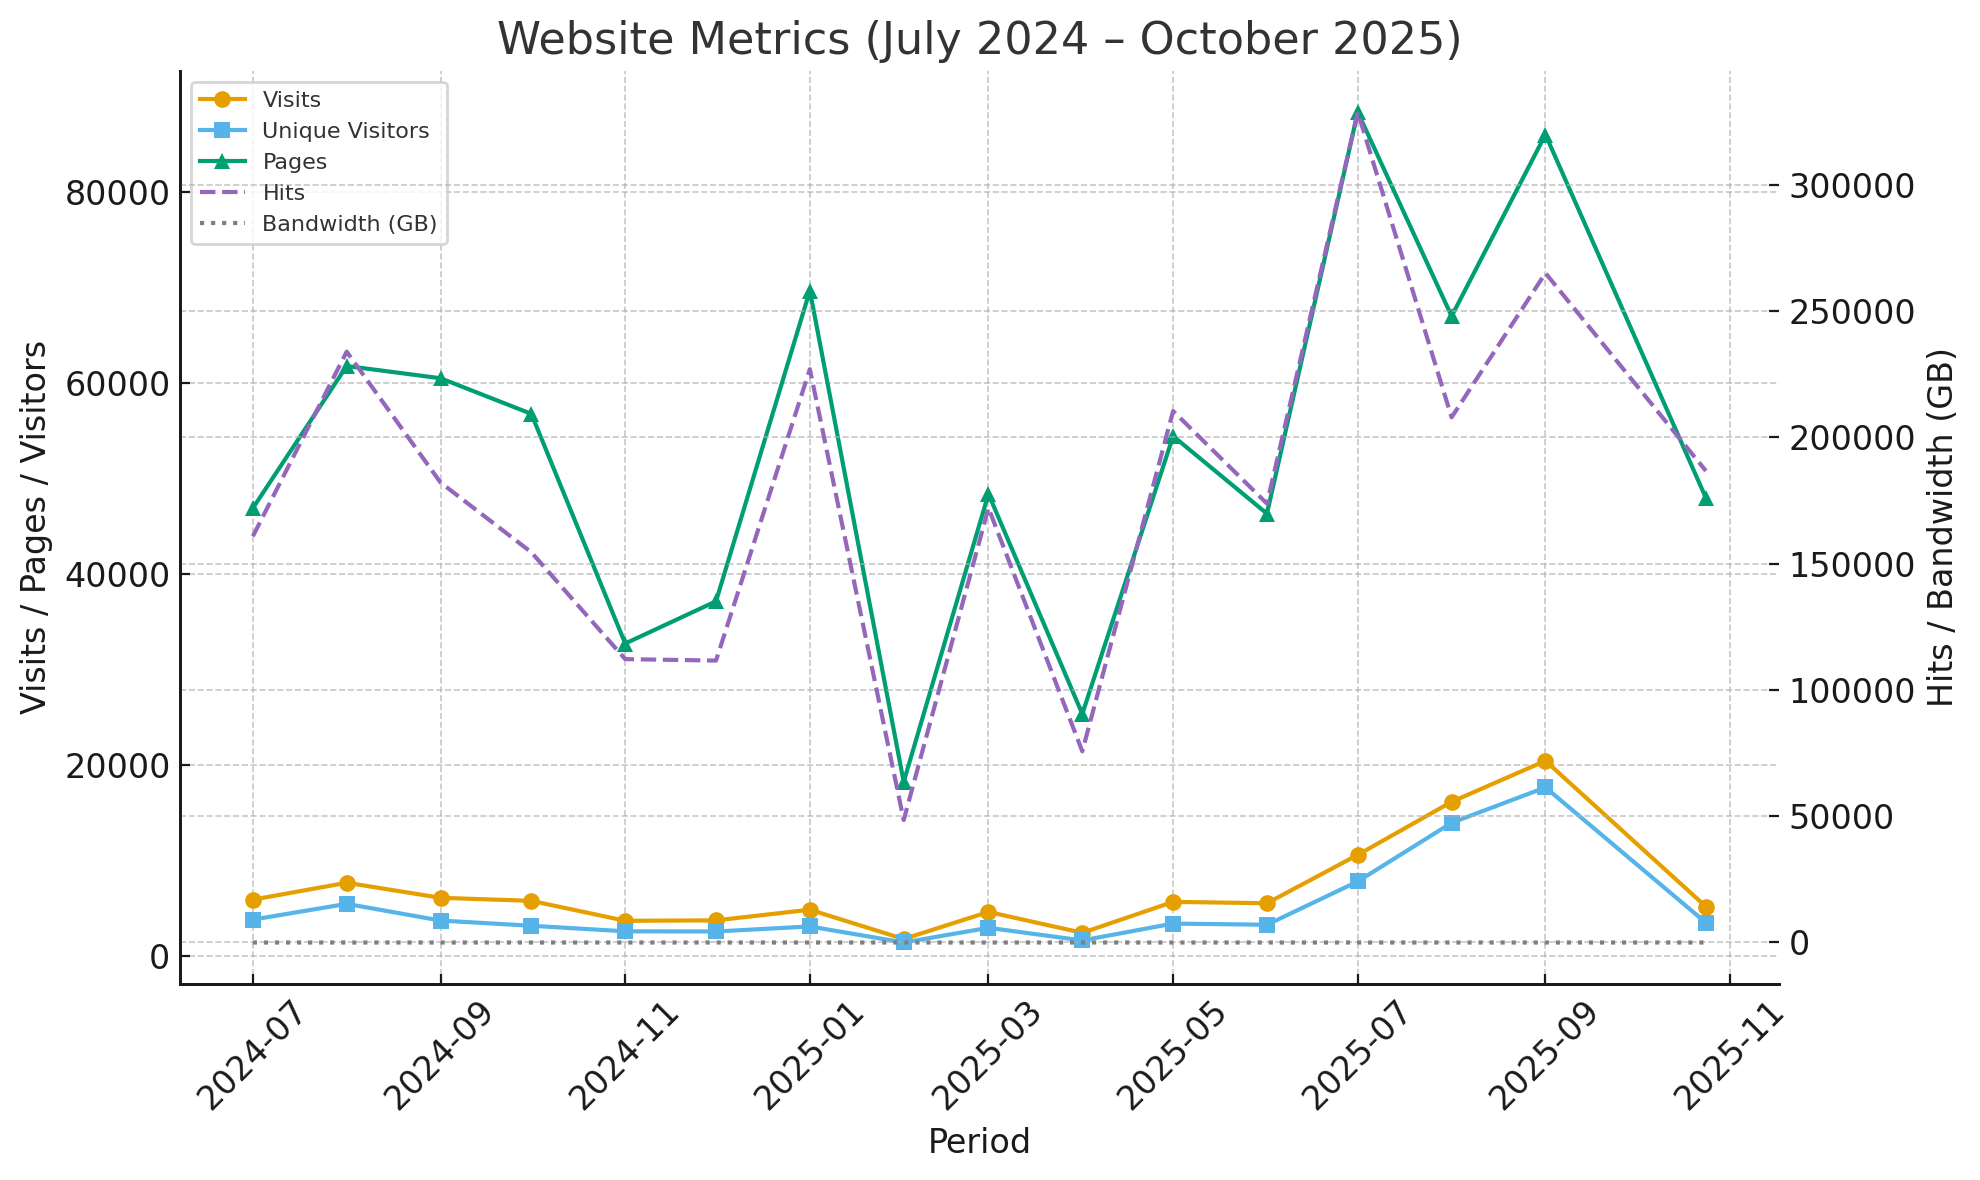 Website Metrics (July 2024 – October 2025)
Visits
Unique Visitors
Pages
Hits
Bandwidth (GB)
Visits / Pages / Visitors
80000
60000
40000
20000
0
Hits / Bandwidth (GB)
300000
250000
200000
150000
100000
50000
0
2024-07
2024-09
2024-11
2025-01
2025-03
2025-05
2025-07
2025-09
2025-11
Period